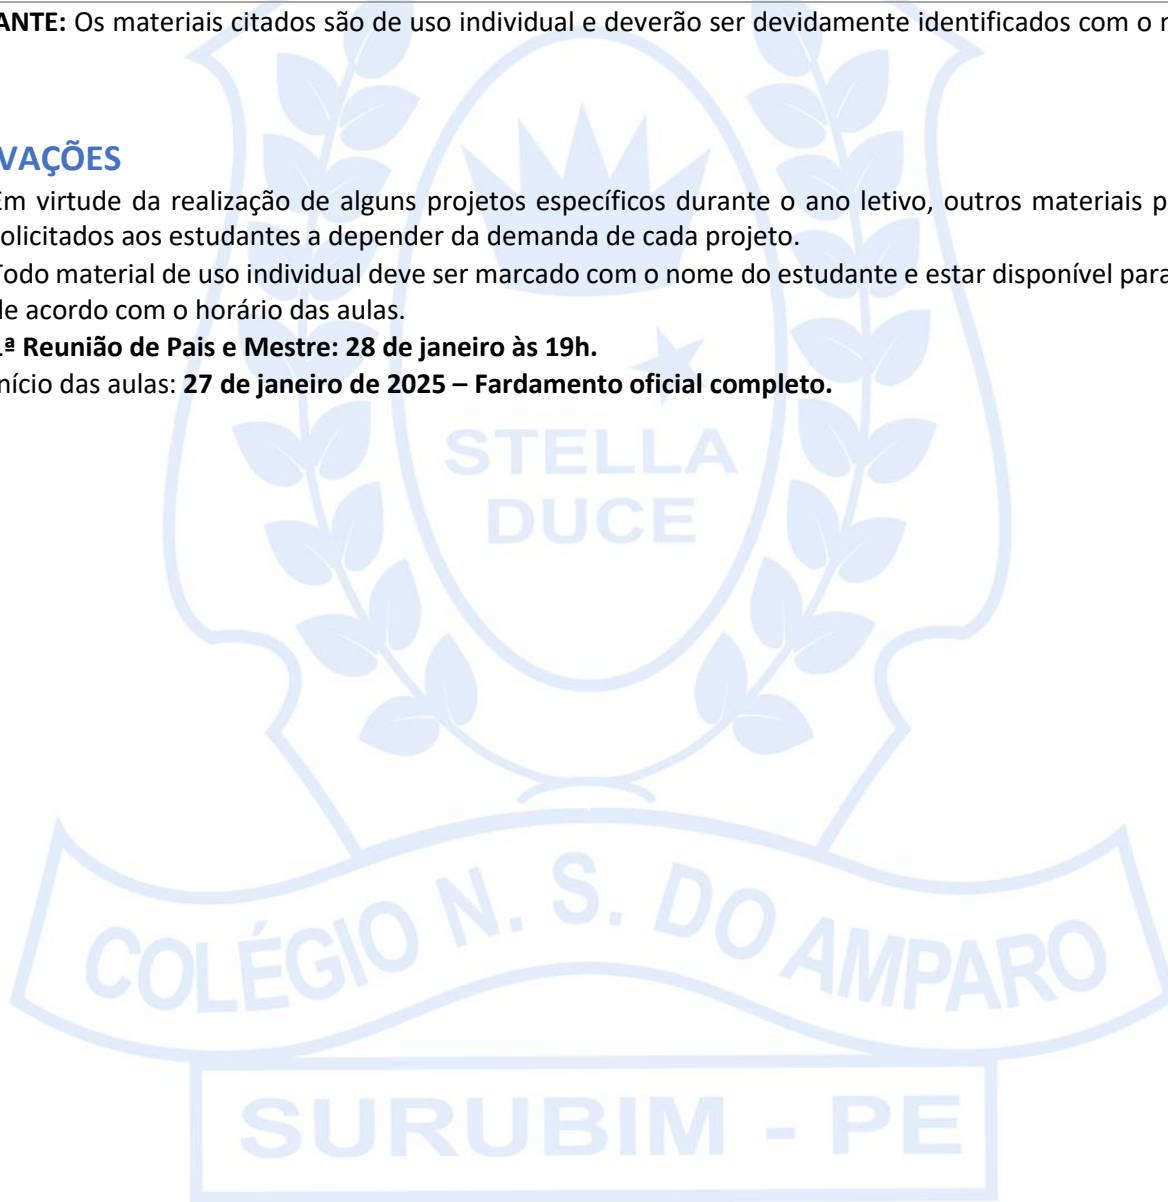 ANTE: Os materiais citados são de uso individual e deverão ser devidamente identificados com o
VAÇÕES
Em virtude da realização de alguns projetos específicos durante o ano letivo, outros materiais p
olicitados aos estudantes a depender da demanda de cada projeto.
Todo material de uso individual deve ser marcado com o nome do estudante e estar disponível para
de acordo com o horário das aulas.
1ª Reunião de Pais e Mestre: 28 de janeiro às 19h.
nício das aulas: 27 de janeiro de 2025 – Fardamento oficial completo.
STELLA
DUCE
COLÉGIO N. S. DO AMPARO
SURUBIM - PE